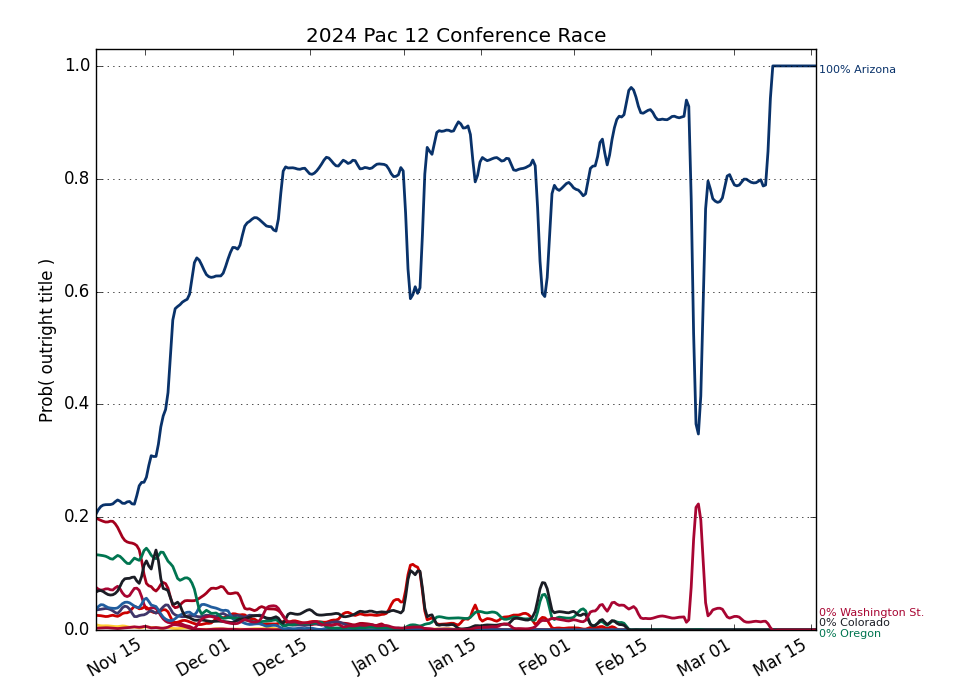 2024 Pac 12 Conference Race
Prob( outright title )
1.0
0.8
0.6
0.4
0.2
0.0
100% Arizona
0% Washington St.
0% Colorado
0% Oregon
Nov 15
Dec 01
Dec 15
Jan 01
Jan 15
Feb 01
Feb 15
Mar 01
Mar 15